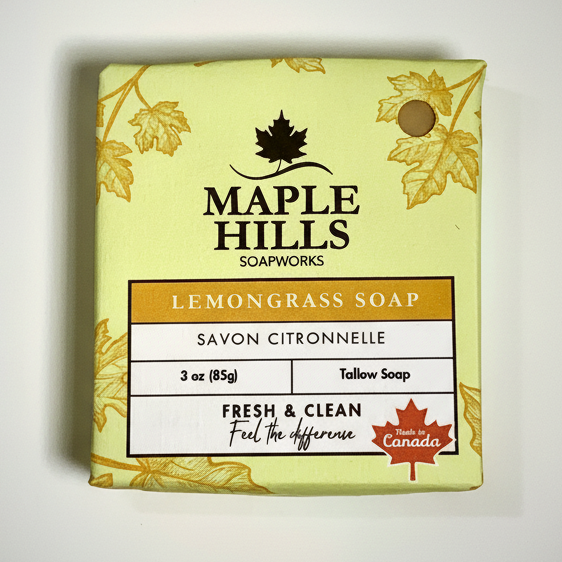 MAPLE
HILLS
SOAPWORKS
LEMONGRASS SOAP
SAVON CITRONNELLE
3 oz (85g)
Tallow Soap
FRESH & CLEAN
Feel the difference
Made in
Canada